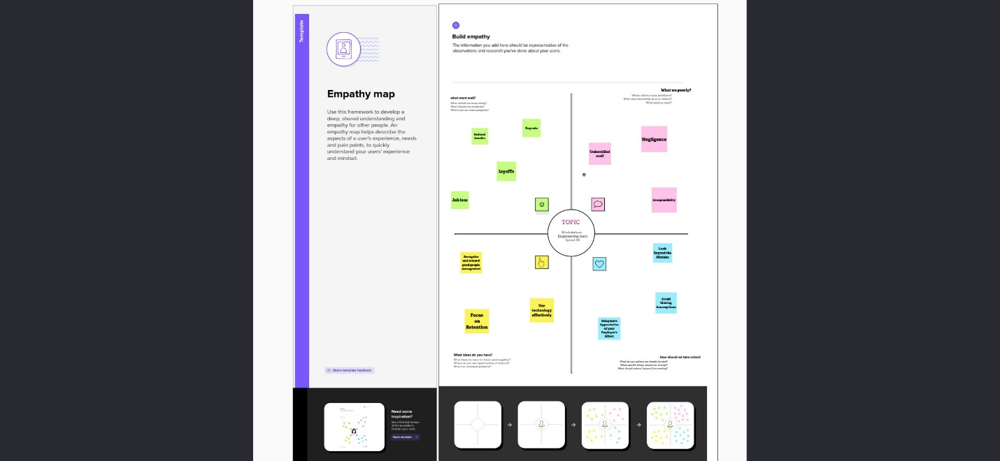 Template
Empathy map
Use this framework to develop a
deep, shared understanding and
empathy for other people. An
empathy map helps describe the
aspects of a user's experience, needs
and pain points, to quickly
understand your users' experience
and mindset.
Share template feedback
Need some
inspiration?
See a finished version
of this template to
kickstart your work.
Open example
Build empathy
The information you add here should be representative of the
observations and research you've done about your users.
what went well?
What should we keep doing?
What should we celebrate?
Where did we make progress?
What we poorly?
Where did we have problems?
What was frustrating to us or others?
What held us back?
Reduced
benefits
Paycuts
layoffs
Job less
Underskilled
staff
Negligence
Irresponsibility
TOPIC
Workstation
Engineering team
Sprint 10
Recognize
and reward
good people
management
Focus
on
Retention
Use
technology
effectively
Look
Beyond the
Mistake
Avoid
Making
Assumptions
Being more
Appreciative
of your
Employee's
Effort
What ideas do you have?
What ideas do have for future work together?
Where do you see opportunities to improve?
What has untapped potential?
How should we take action?
What do you believe we should do next?
What specific things should we change?
What should extend beyond this meeting?